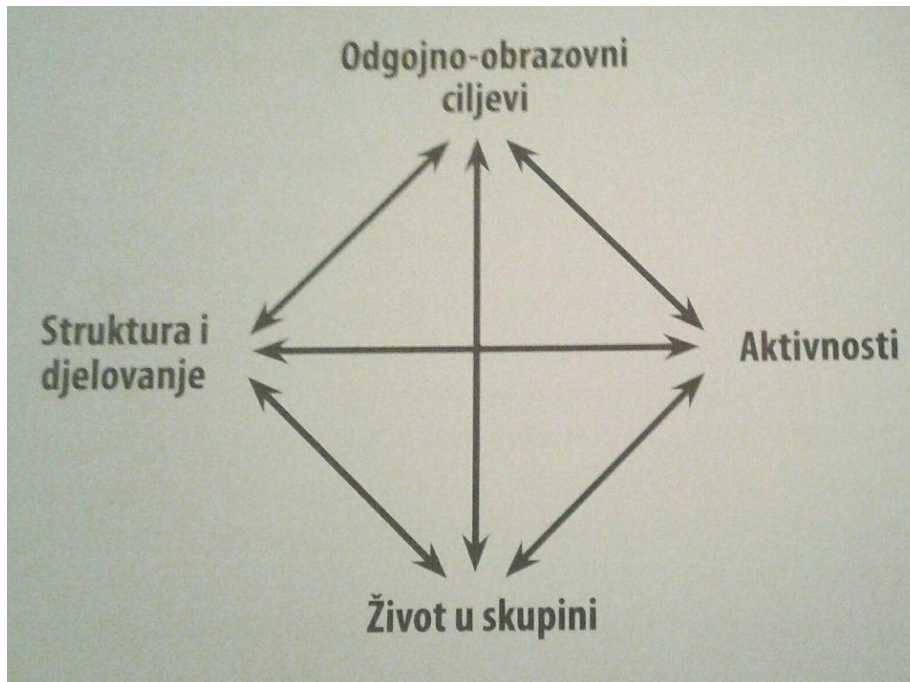 Odgojno-obrazovni
ciljevi
Struktura i
djelovanje
Aktivnosti
Život u skupini